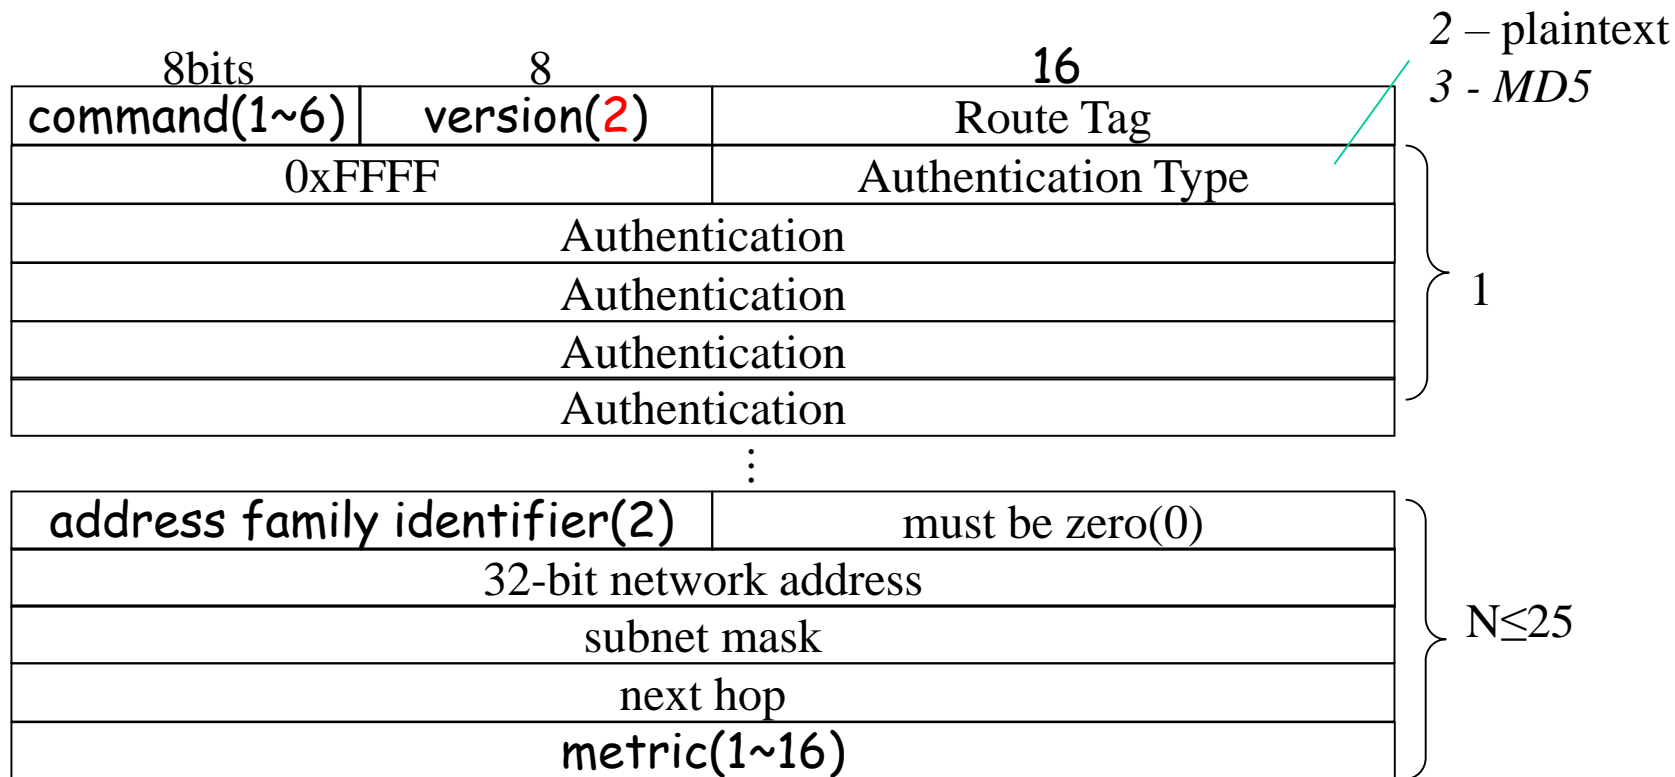 2 – plaintext
3 - MD5
8bits 8 16
command(1~6) version(2) Route Tag
0xFFFF Authentication Type
Authentication
Authentication
1
Authentication
Authentication
⋮
address family identifier(2) must be zero(0)
32-bit network address
subnet mask
N≤25
next hop
metric(1~16)